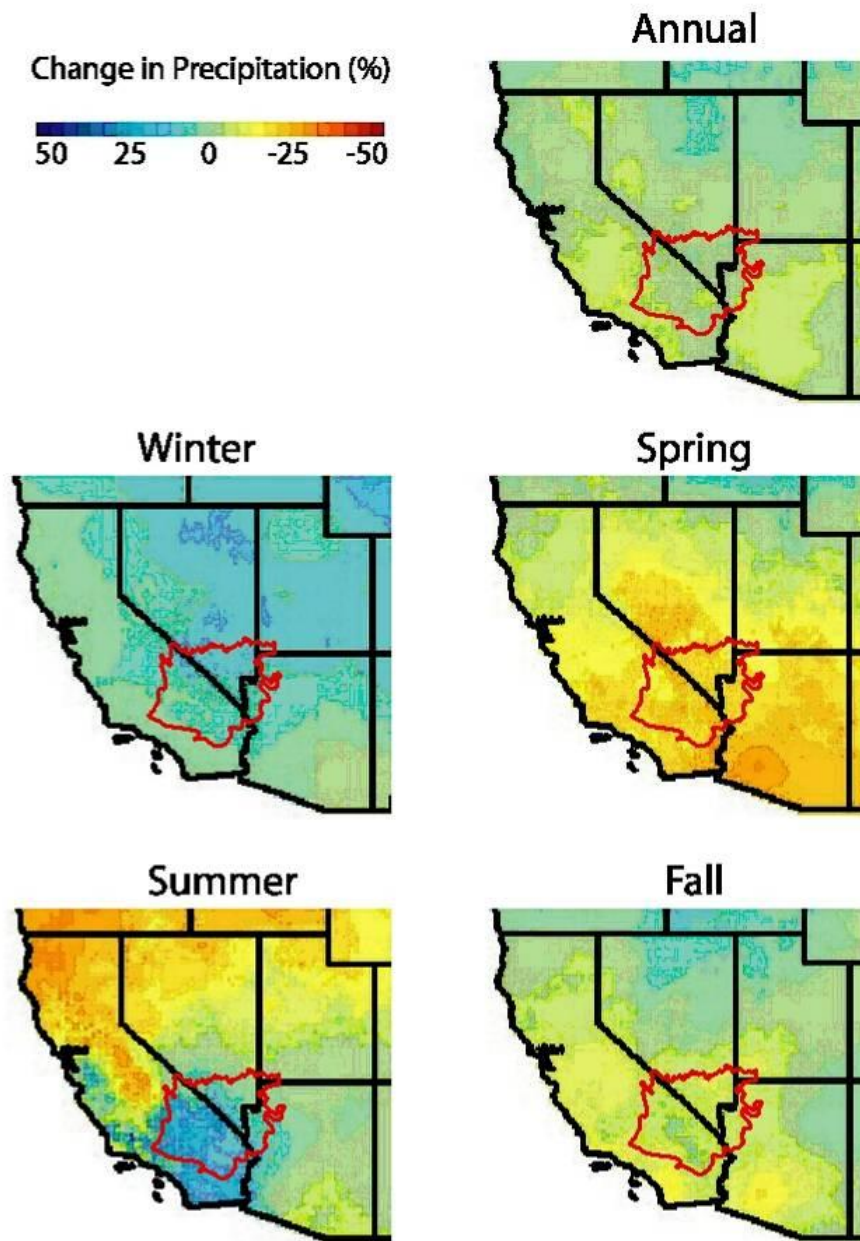 Annual
Change in Precipitation (%)
50 25 0 -25 -50
Winter
Spring
Summer
Fall